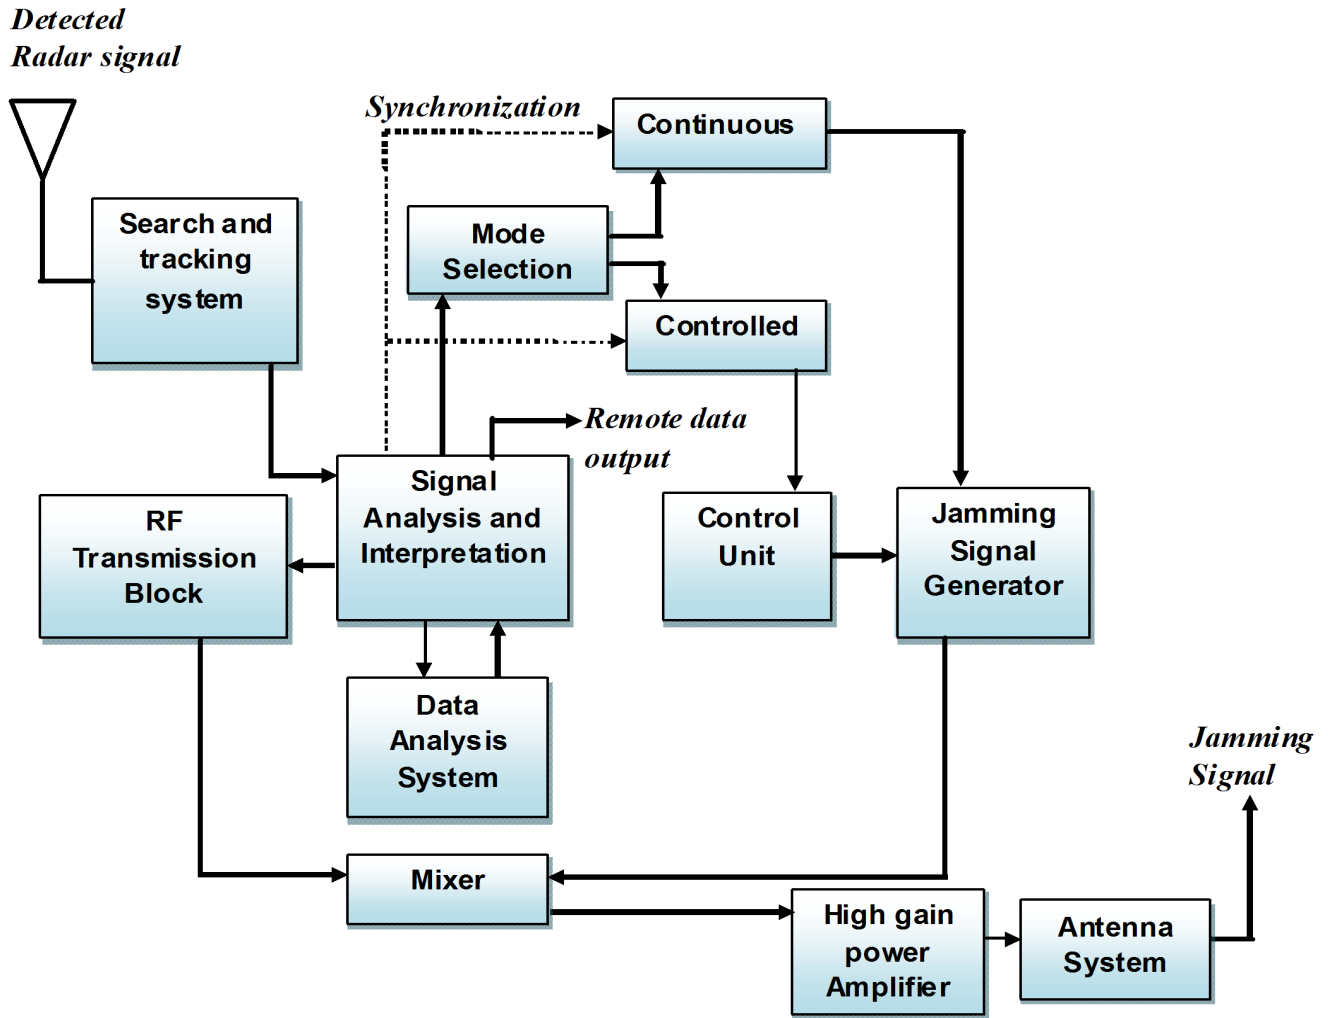 Detected
Radar signal
Synchronization
Continuous
Search and
tracking
system
Mode
Selection
Controlled
Remote data
output
Signal
Analysis and
Interpretation
RF
Transmission
Block
Control
Unit
Jamming
Signal
Generator
Data
Analysis
System
Jamming
Signal
Mixer
High gain
power
Amplifier
Antenna
System